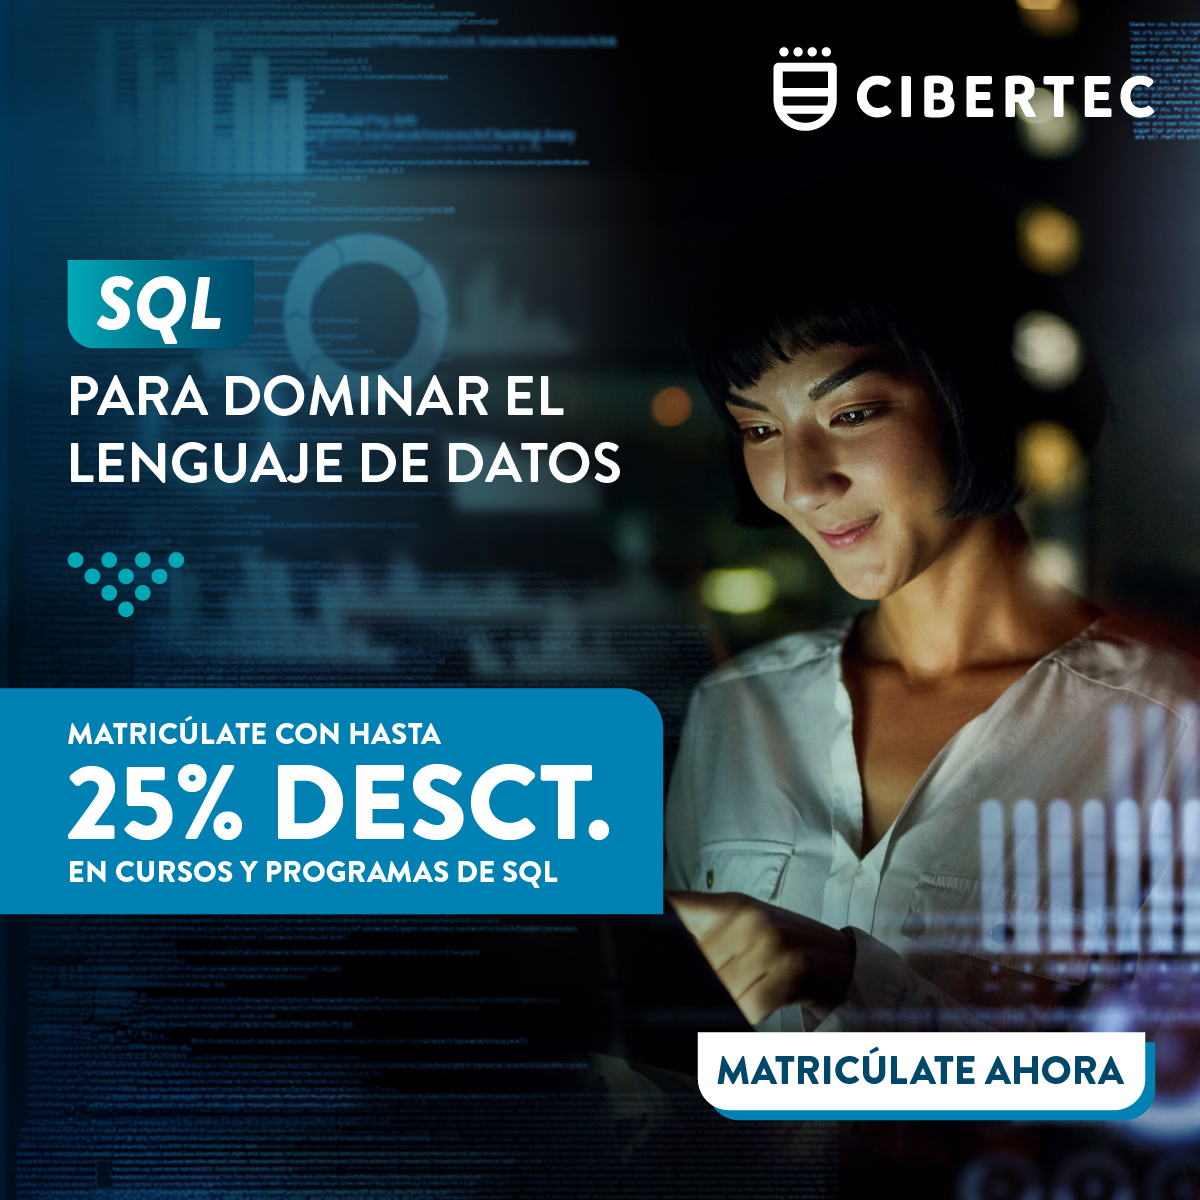 CIBERTEC
SQL
PARA DOMINAR EL
LENGUAJE DE DATOS
MATRICÚLATE CON HASTA
25% DESCT.
EN CURSOS Y PROGRAMAS DE SQL
MATRICÚLATE AHORA